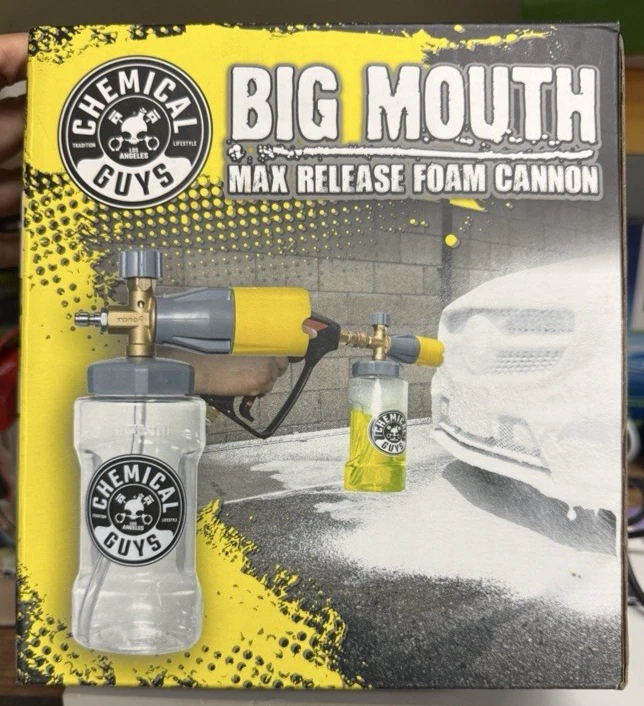 CHEMICAL
TRADITION
LIFESTYLE
LOS
ANGELES
GUYS
BIG MOUTH
MAX RELEASE FOAM CANNON
TORQ
CHEMICAL
GUYS
CHEMICAL
LOS
ANGELES
LIFESTYLE
GUYS